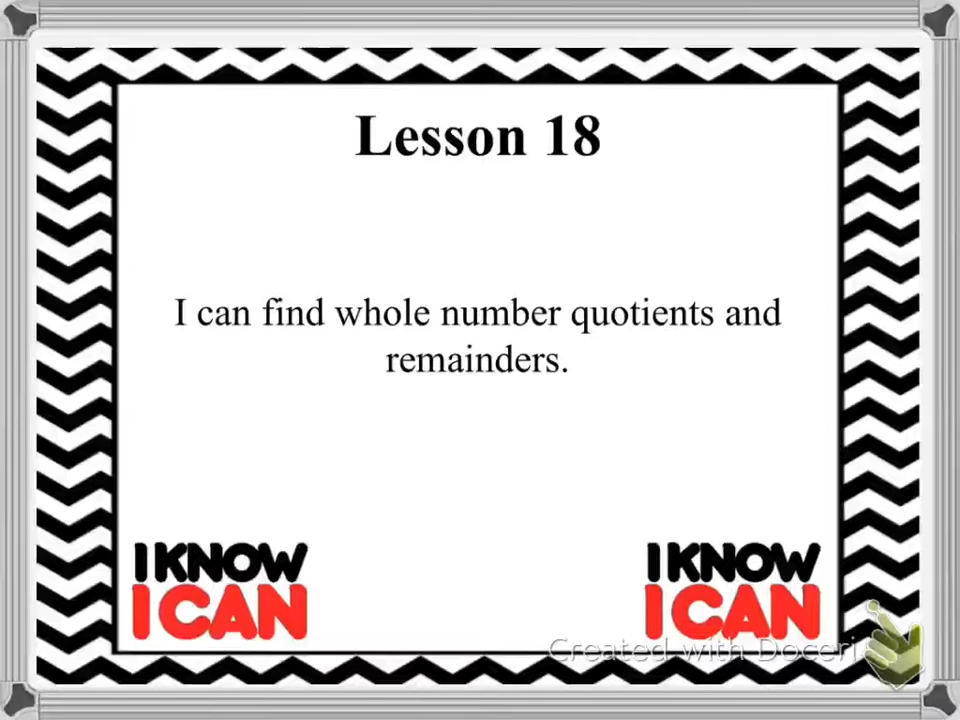 Lesson 18
I can find whole number quotients and
remainders.
I KNOW
I CAN
I KNOW
I CAN
Created with Doceri